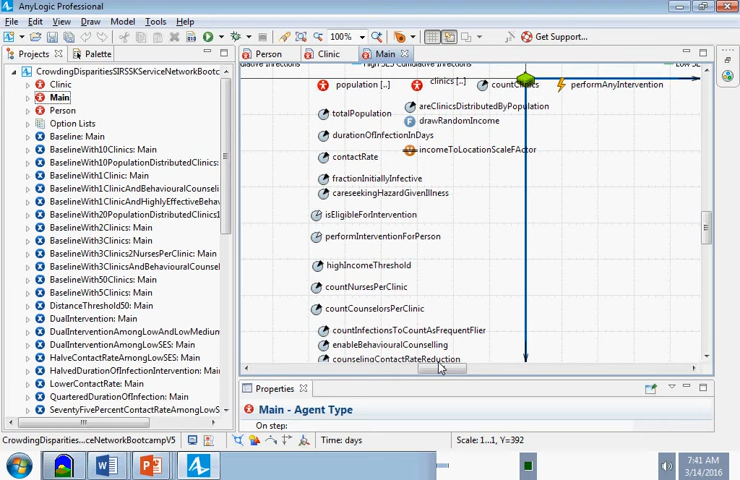 AnyLogic Professional
File Edit View Draw Model Tools Help
100% Get Support...
Projects Palette
CrowdingDisparitiesSIRSSKServiceNetworkBootc
Clinic
Main
Person
Option Lists
Baseline: Main
BaselineWith10Clinics: Main
BaselineWith10PopulationDistributedClinics:
BaselineWith1Clinic: Main
BaselineWith1ClinicAndBehaviouralCounseli
BaselineWith1ClinicAndHighlyEffectiveBeha
BaselineWith20PopulationDistributedClinics1
BaselineWith2Clinics: Main
BaselineWith3Clinics: Main
BaselineWith3Clinics2NursesPerClinic: Main
BaselineWith3ClinicsAndBehaviouralCounsel
BaselineWith50Clinics: Main
BaselineWith5Clinics: Main
DistanceThreshold50: Main
DualIntervention: Main
DualInterventionAmongLowAndLowMedium
DualInterventionAmongLowSES: Main
HalveContactRateAmongLowSES: Main
HalvedDurationOfInfectionIntervention: Main
LowerContactRate: Main
QuarteredDurationOfInfection: Main
SeventyFivePercentContactRateAmongLowS
Person Clinic Main
population [..] clinics [..] countClinics performAnyIntervention
areClinicsDistributedByPopulation
totalPopulation
drawRandomIncome
durationOfInfectionInDays
incomeToLocationScaleFActor
contactRate
fractionInitiallyInfective
careseekingHazardGivenIllness
isEligibleForIntervention
performInterventionForPerson
highIncomeThreshold
countNursesPerClinic
countCounselorsPerClinic
countInfectionsToCountAsFrequentFlier
enableBehaviouralCounselling
counselingContactRateReduction
Properties
Main - Agent Type
On step:
CrowdingDisparities...ceNetworkBootcampV5
Time: days
Scale: 1...1, Y=392
7:41 AM
3/14/2016